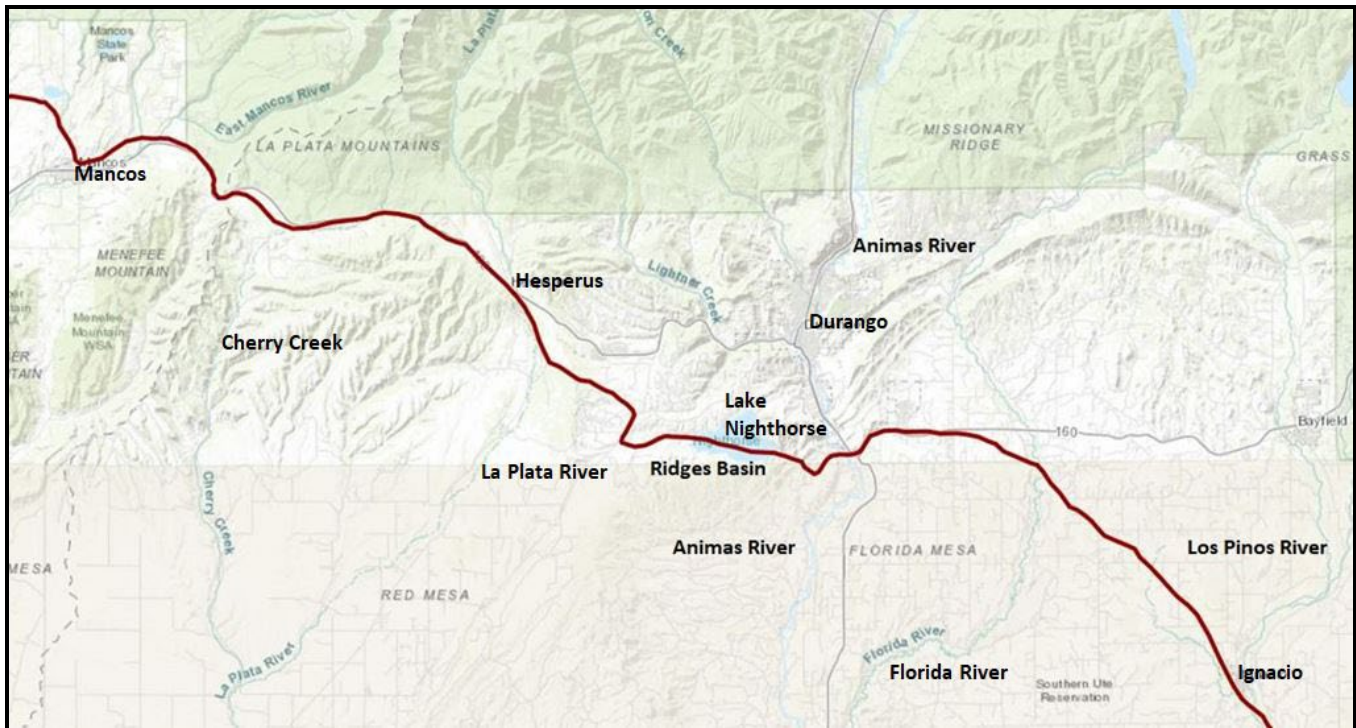 Mancos
State
Park
La Plata
on Creek
East Mancos River
LA PLATA MOUNTAINS
MISSIONARY
RIDGE
GRASS
Mancos
Mancos
MENEFEE
MOUNTAIN
Animas River
Hesperus
Lightner Creek
Menefee
Mountain
WSA
Cherry Creek
Durango
TAIN
Lake
Nighthorse
Nighthorse
160
Bayfield
La Plata River
Ridges Basin
Cherry Creek
Animas River
FLORIDA MESA
Los Pinos River
MESA
RED MESA
Florida River
La Plata River
Florida River
Southern Ute
Reservation
Ignacio